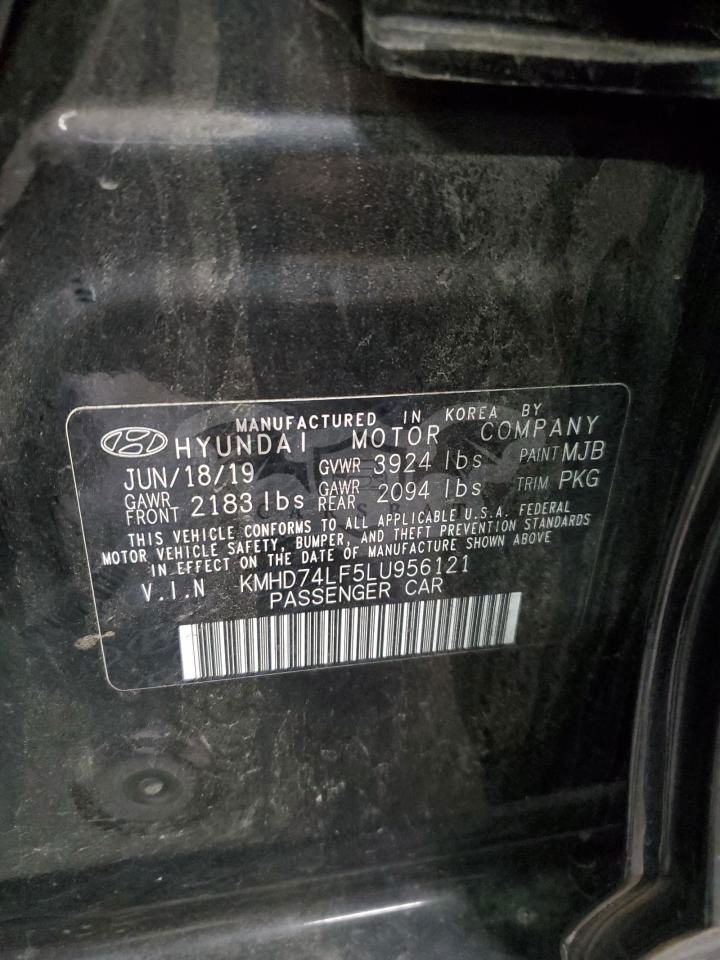 MANUFACTURED IN KOREA BY
HYUNDAI MOTOR COMPANY
JUN/18/19 GVWR 3924 lbs PAINT MJB
GAWR FRONT 2183 lbs GAWR REAR 2094 lbs TRIM PKG
THIS VEHICLE CONFORMS TO ALL APPLICABLE U.S.A. FEDERAL
MOTOR VEHICLE SAFETY, BUMPER, AND THEFT PREVENTION STANDARDS
IN EFFECT ON THE DATE OF MANUFACTURE SHOWN ABOVE
V.I.N KMHD74LF5LU956121
PASSENGER CAR